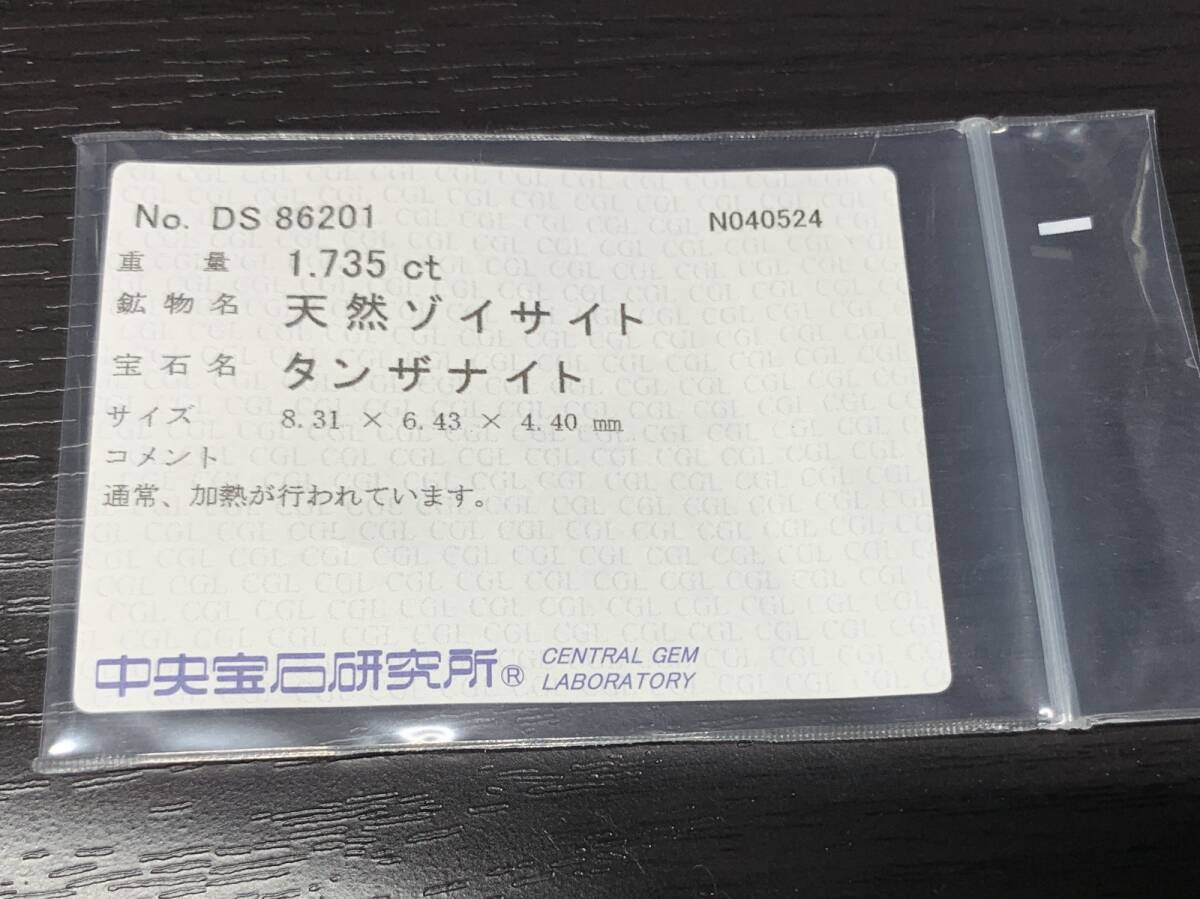 No. DS 86201 N040524
重量 1.735 ct
鉱物名 天然ゾイサイト
宝石名 タンザナイト
サイズ 8.31 × 6.43 × 4.40 mm
コメント
通常、加熱が行われています。
中央宝石研究所® CENTRAL GEM
LABORATORY